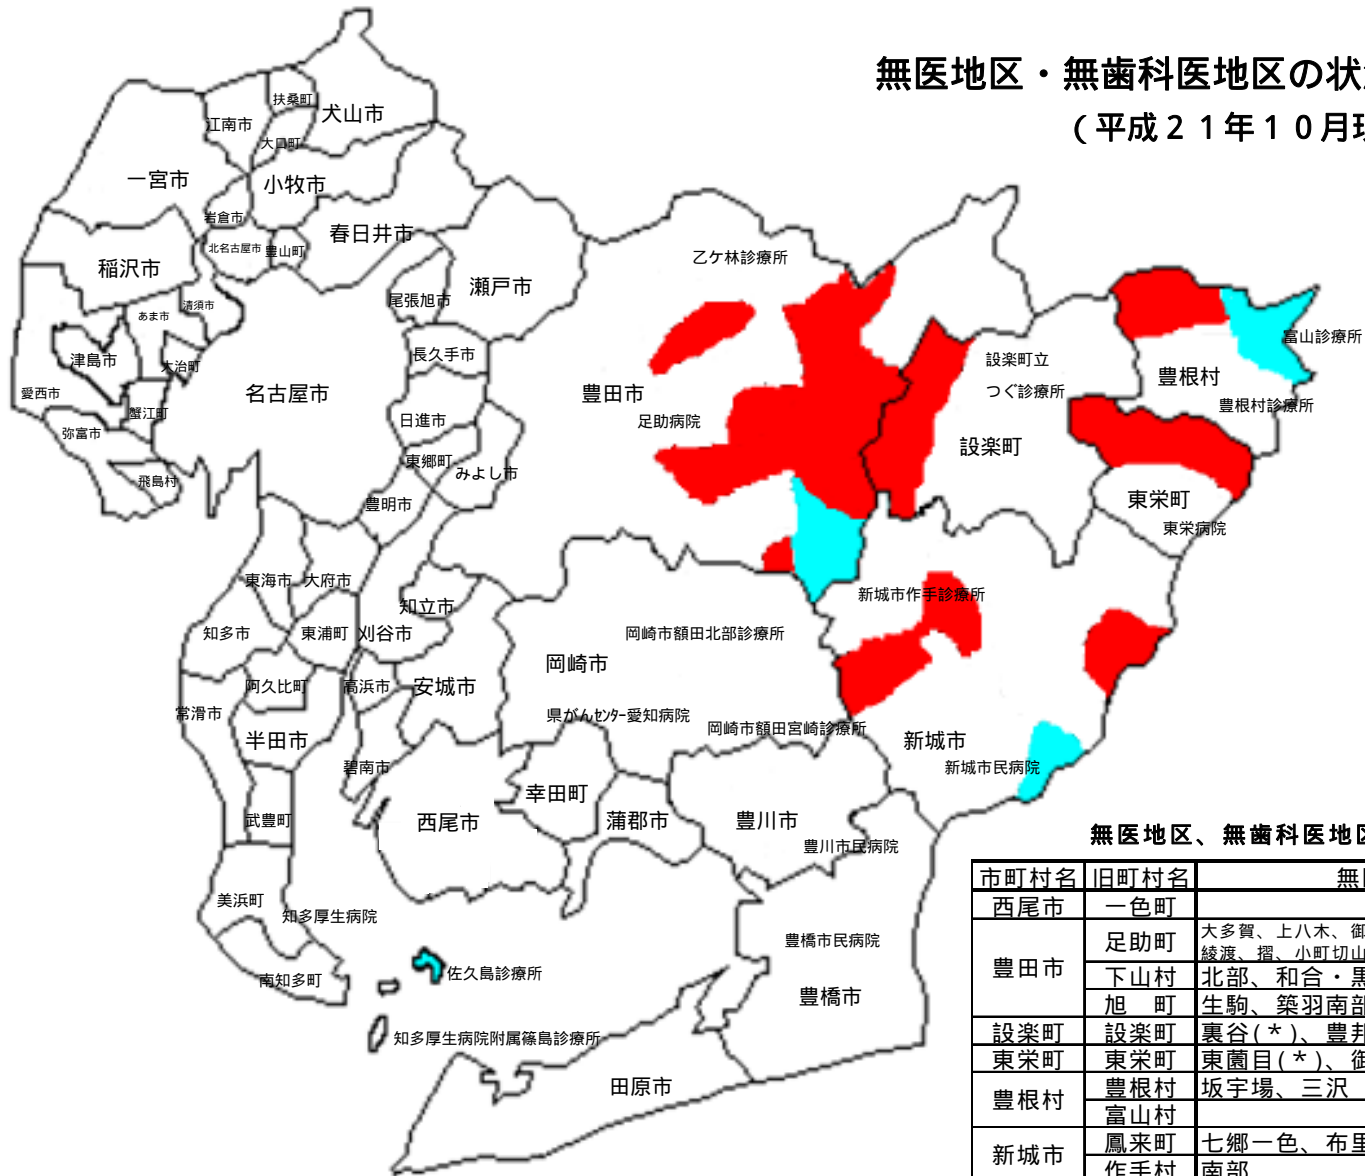 無医地区・無歯科医地区の状
(平成21年10月
扶桑町
犬山市
江南市
大口町
一宮市
小牧市
岩倉市
春日井市
北名古屋市
豊山町
稲沢市
瀬戸市
乙ケ林診療所
尾張旭市
清須市
あま市
富山診療所
長久手市
津島市
大治町
設楽町立
つぐ診療所
豊根村
愛西市
名古屋市
豊田市
豊根村診療所
蟹江町
日進市
足助病院
弥富市
設楽町
東郷町
みよし市
飛島村
豊明市
東栄町
東栄病院
東海市
大府市
新城市作手診療所
知立市
知多市
東浦町
刈谷市
岡崎市額田北部診療所
岡崎市
阿久比町
高浜市
安城市
常滑市
県がんセンター愛知病院
岡崎市額田宮崎診療所
半田市
新城市
碧南市
新城市民病院
幸田町
武豊町
西尾市
蒲郡市
豊川市
豊川市民病院
美浜町
知多厚生病院
豊橋市民病院
南知多町
佐久島診療所
豊橋市
知多厚生病院附属篠島診療所
田原市
無医地区、無歯科医地区
市町村名 旧町村名 無
西尾市 一色町
豊田市 足助町 大多賀、上八木、御
綾渡、摺、小町切山
下山村 北部、和合・黒
旭 町 生駒、築羽南部
設楽町 設楽町 裏谷(*)、豊邦
東栄町 東栄町 東薗目(*)、御
豊根村 豊根村 坂宇場、三沢
富山村
新城市 鳳来町 七郷一色、布里
作手村 南部